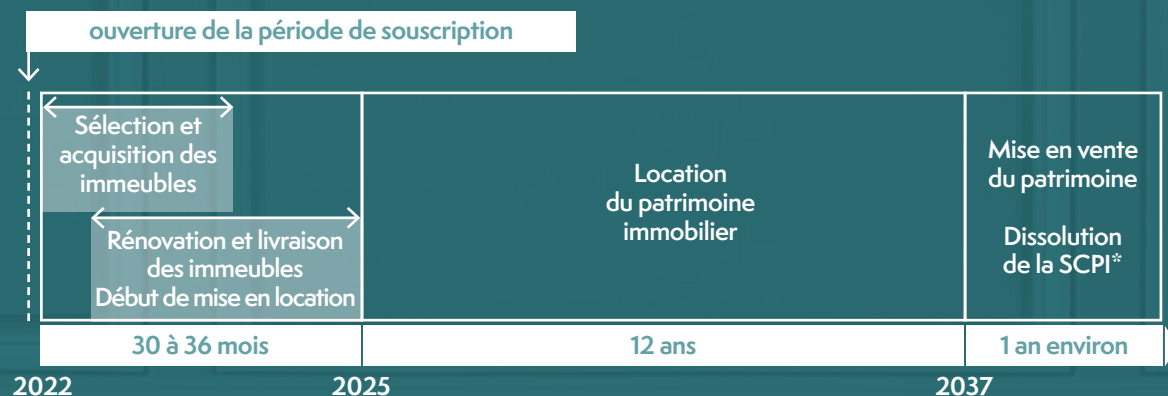 ouverture de la période de souscription
Sélection et
acquisition des
immeubles
Rénovation et livraison
des immeubles
Début de mise en location
Location
du patrimoine
immobilier
Mise en vente
du patrimoine
Dissolution
de la SCPI*
30 à 36 mois
12 ans
1 an environ
2022
2025
2037